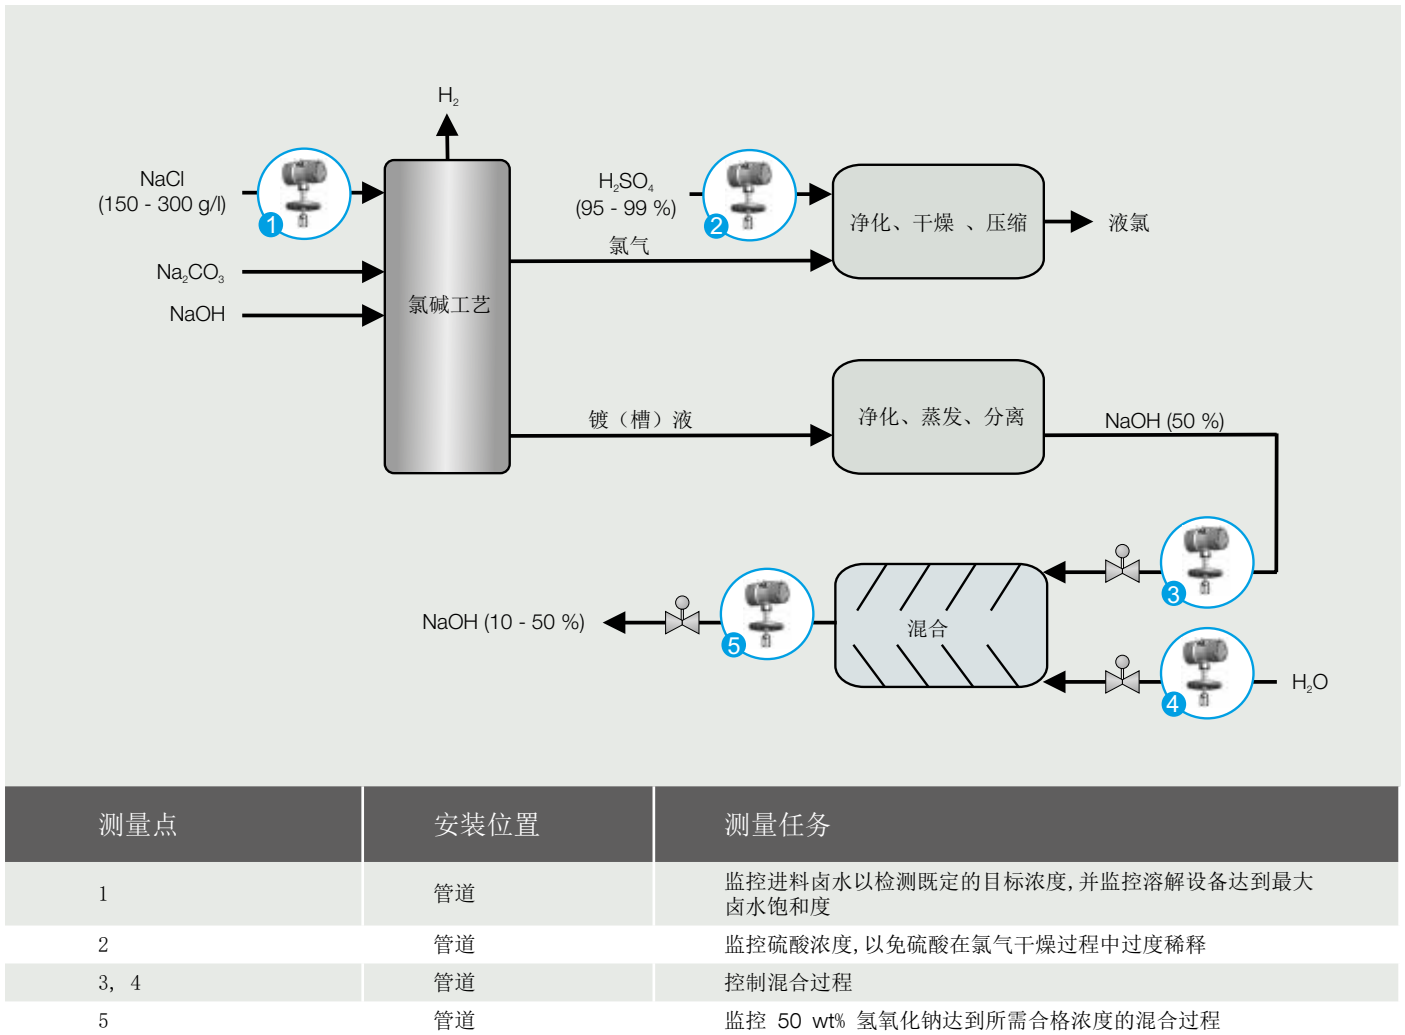 H₂
NaCl
(150 - 300 g/l)
1
H₂SO₄
(95 - 99 %)
2
净化、干燥 、压缩
液氯
氯气
Na₂CO₃
NaOH
氯碱工艺
镀（槽）液
净化、蒸发、分离
NaOH (50 %)
3
NaOH (10 - 50 %)
5
混合
4
H₂O
测量点 安装位置 测量任务
1 管道 监控进料卤水以检测既定的目标浓度,并监控溶解设备达到最大
卤水饱和度
2 管道 监控硫酸浓度,以免硫酸在氯气干燥过程中过度稀释
3, 4 管道 控制混合过程
5 管道 监控 50 wt% 氢氧化钠达到所需合格浓度的混合过程